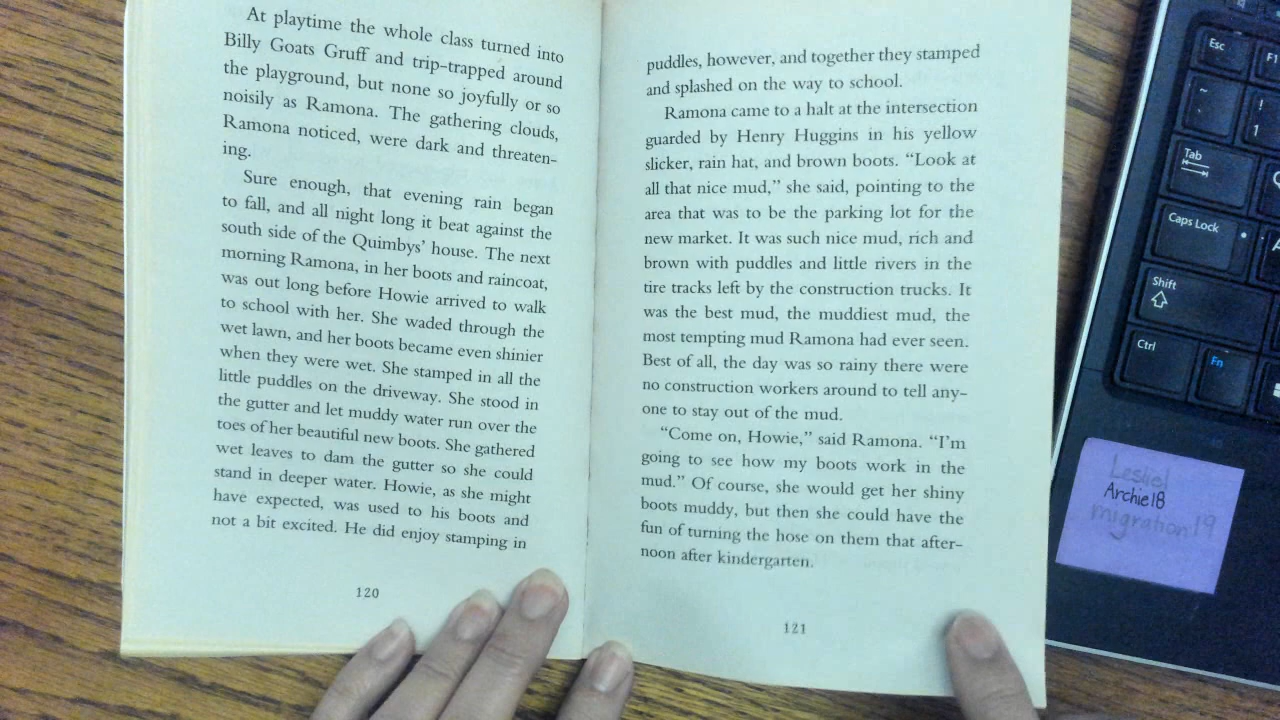 At playtime the whole class turned into
Billy Goats Gruff and trip-trapped around
the playground, but none so joyfully or so
noisily as Ramona. The gathering clouds,
Ramona noticed, were dark and threaten-
ing.
Sure enough, that evening rain began
to fall, and all night long it beat against the
south side of the Quimbys' house. The next
morning Ramona, in her boots and raincoat,
was out long before Howie arrived to walk
to school with her. She waded through the
wet lawn, and her boots became even shinier
when they were wet. She stamped in all the
little puddles on the driveway. She stood in
the gutter and let muddy water run over the
toes of her beautiful new boots. She gathered
wet leaves to dam the gutter so she could
stand in deeper water. Howie, as she might
have expected, was used to his boots and
not a bit excited. He did enjoy stamping in
120
puddles, however, and together they stamped
and splashed on the way to school.
Ramona came to a halt at the intersection
guarded by Henry Huggins in his yellow
slicker, rain hat, and brown boots. “Look at
all that nice mud,” she said, pointing to the
area that was to be the parking lot for the
new market. It was such nice mud, rich and
brown with puddles and little rivers in the
tire tracks left by the construction trucks. It
was the best mud, the muddiest mud, the
most tempting mud Ramona had ever seen.
Best of all, the day was so rainy there were
no construction workers around to tell any-
one to stay out of the mud.
“Come on, Howie,” said Ramona. “I'm
going to see how my boots work in the
mud.” Of course, she would get her shiny
boots muddy, but then she could have the
fun of turning the hose on them that after-
noon after kindergarten.
121
Esc
F1
~
!
1
Tab
Caps Lock
Shift
Ctrl
Fn
Archie18
migration19